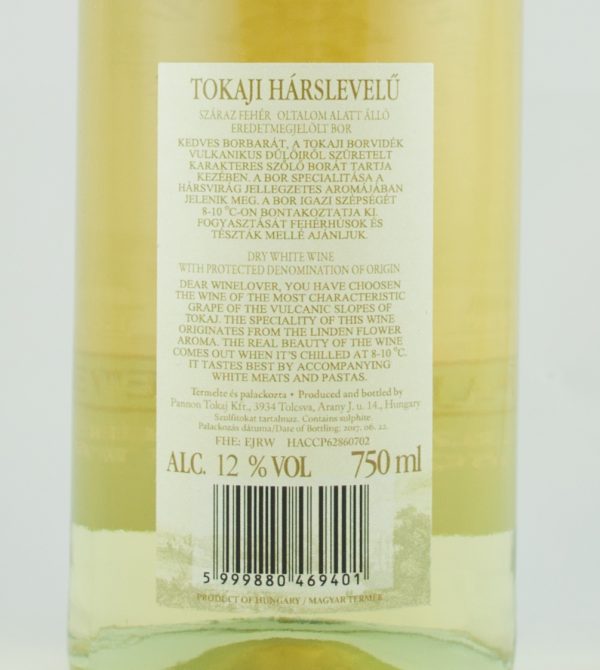 TOKAJI HÁRSLEVELŰ
SZÁRAZ FEHÉR OLTALOM ALATT ÁLLÓ
EREDETMEGJELÖLT BOR
KEDVES BORBARÁT, A TOKAJI BORVIDÉK
VULKANIKUS DŰLŐIRŐL SZÜRETELT
KARAKTERES SZŐLŐ BORÁT TARTJA
KEZÉBEN. A BOR SPECIALITÁSA A
HÁRSVIRÁG JELLEGZETES AROMÁJÁBAN
JELENIK MEG. A BOR IGAZI SZÉPSÉGÉT
8-10 °C-ON BONTAKOZTATJA KI.
FOGYASZTÁSÁT FEHÉRHÚSOK ÉS
TÉSZTÁK MELLÉ AJÁNLJUK.
DRY WHITE WINE
WITH PROTECTED DENOMINATION OF ORIGIN
DEAR WINELOVER, YOU HAVE CHOOSEN
THE WINE OF THE MOST CHARACTERISTIC
GRAPE OF THE VULCANIC SLOPES OF
TOKAJ. THE SPECIALITY OF THIS WINE
ORIGINATES FROM THE LINDEN FLOWER
AROMA. THE REAL BEAUTY OF THE WINE
COMES OUT WHEN IT'S CHILLED AT 8-10 °C.
IT TASTES BEST BY ACCOMPANYING
WHITE MEATS AND PASTAS.
Termelte és palackozta • Produced and bottled by
Pannon Tokaj Kft., 3934 Tolcsva, Arany J. u. 14., Hungary
Szulfitokat tartalmaz. Contains sulphite.
Palackozás dátuma/Date of Bottling: 2017. 06. 22.
FHE: EJRW HACCP62860702
ALC. 12 % VOL 750 ml
5 999880 469401
PRODUCT OF HUNGARY / MAGYAR TERMÉK